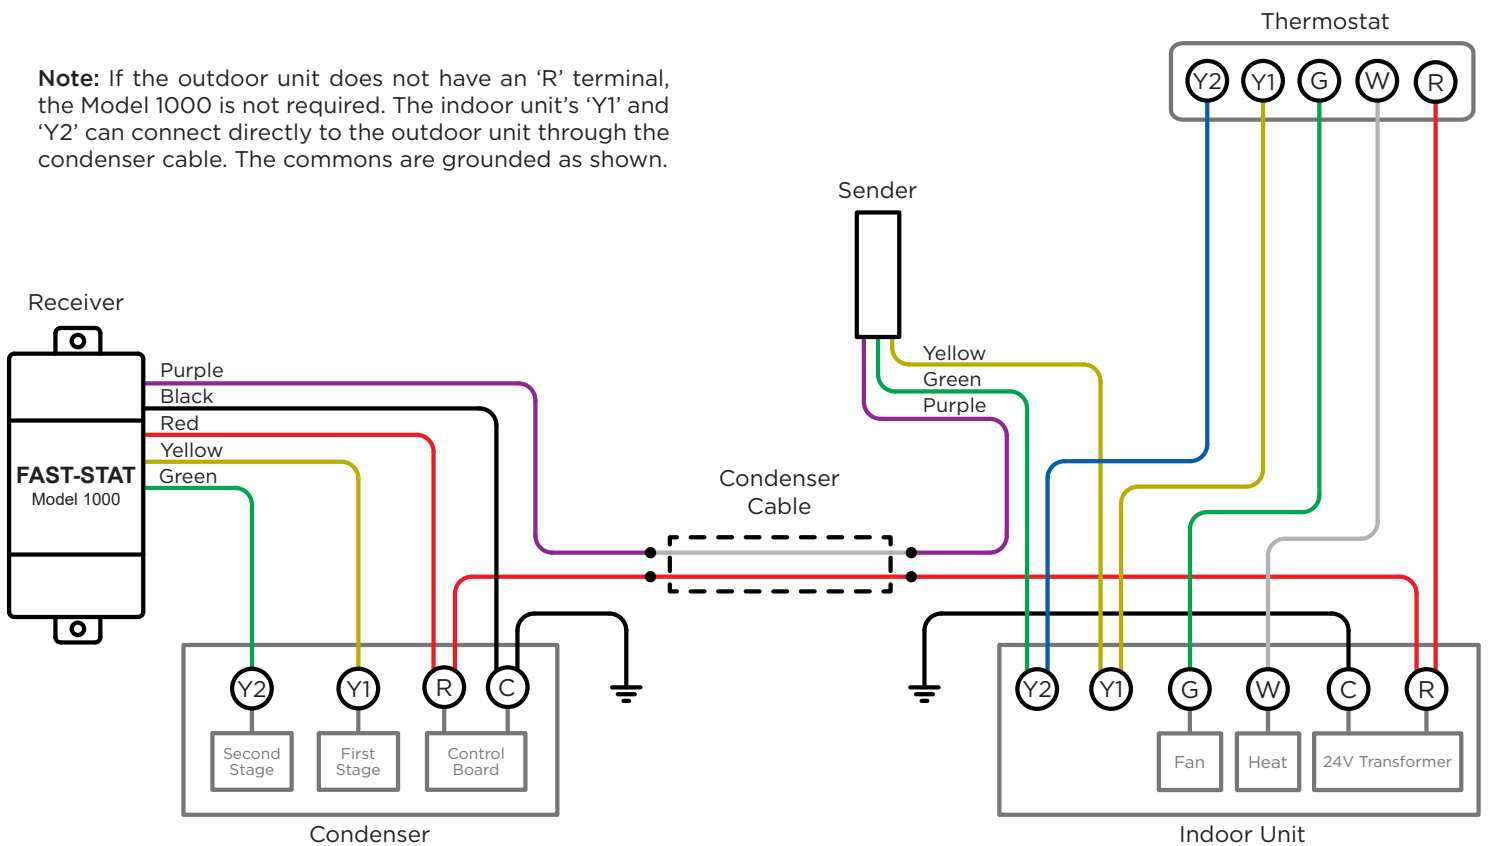 Thermostat
Note: If the outdoor unit does not have an ‘R’ terminal,
the Model 1000 is not required. The indoor unit’s ‘Y1’ and
‘Y2’ can connect directly to the outdoor unit through the
condenser cable. The commons are grounded as shown.
Y2 Y1 G W R
Sender
Receiver
Yellow
Green
Purple
Purple
Black
Red
Yellow
Green
FAST-STAT
Model 1000
Condenser
Cable
Y2 Y1 R C
Second
Stage
First
Stage
Control
Board
Condenser
Y2 Y1 G W C R
Fan
Heat
24V Transformer
Indoor Unit